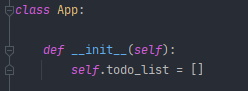 class App:
def __init__(self):
self.todo_list = []